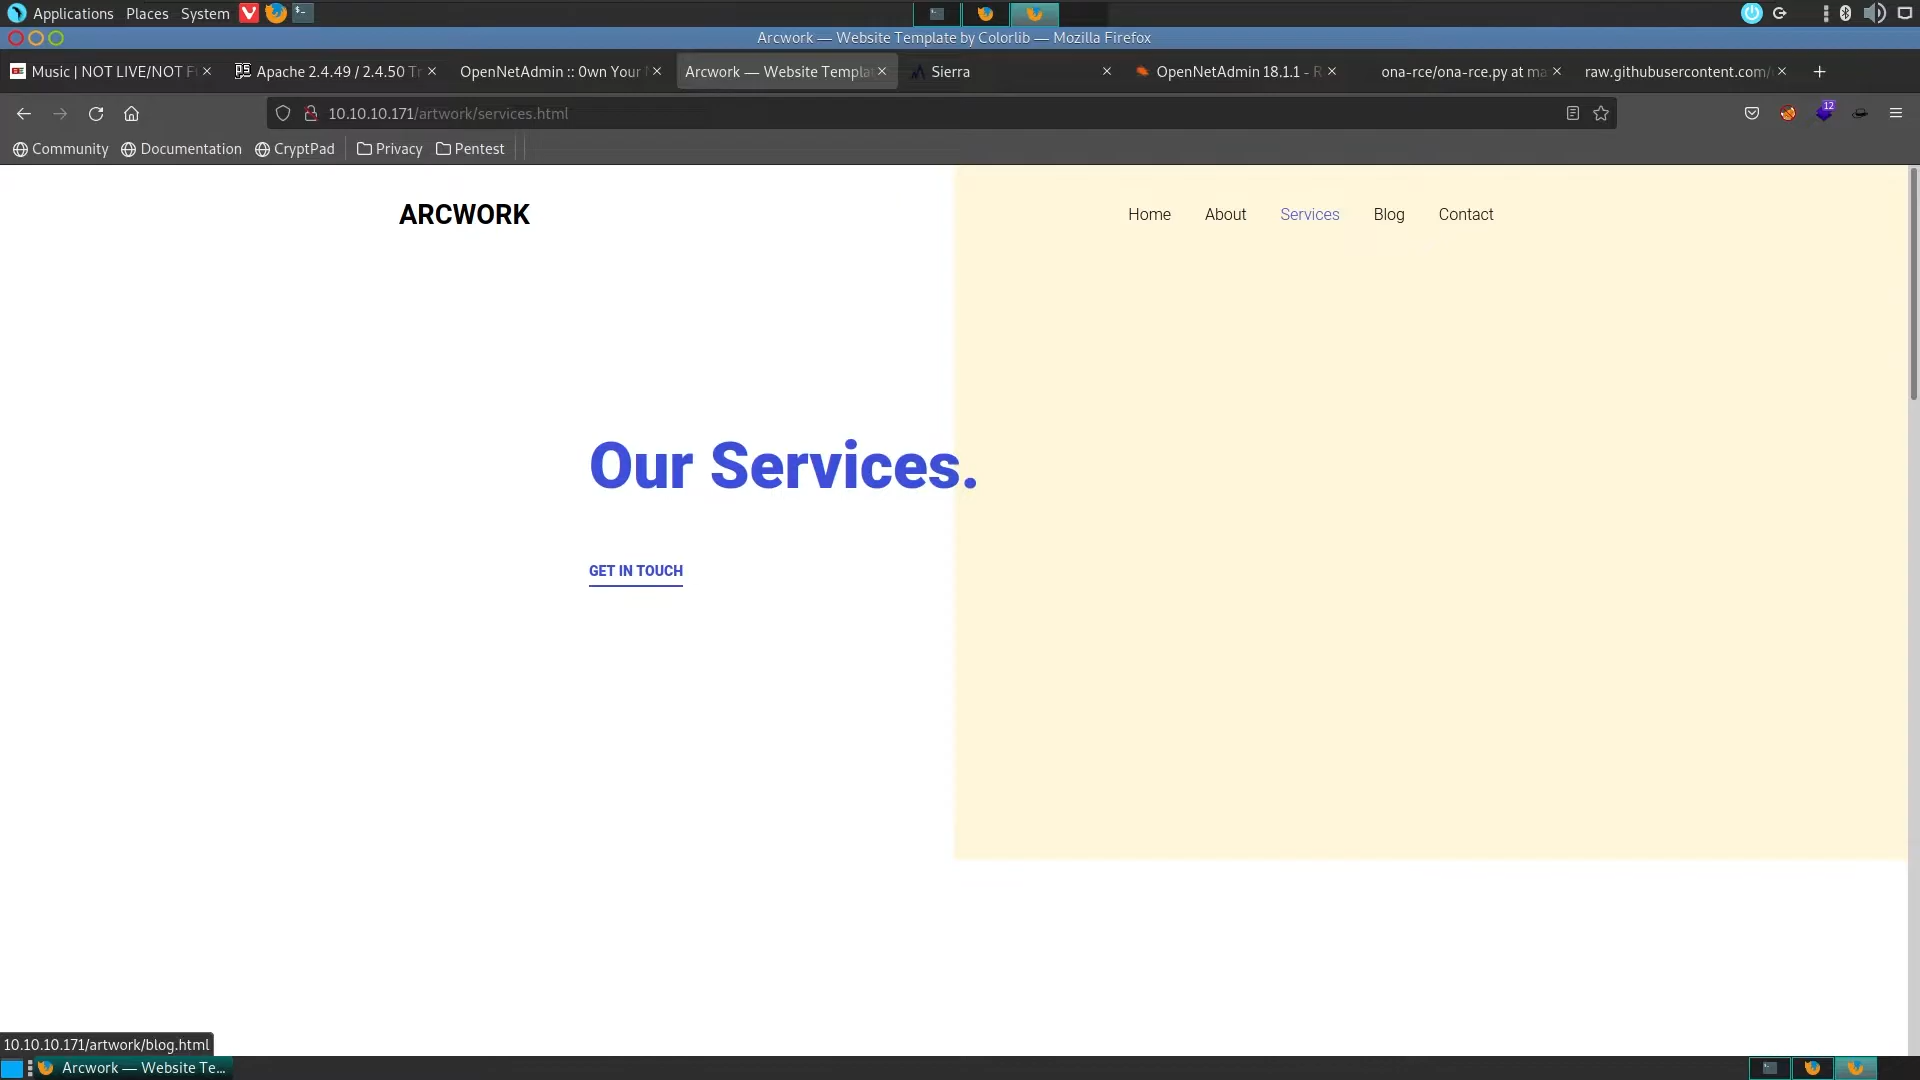 Applications Places System
Arcwork — Website Template by Colorlib — Mozilla Firefox
Music | NOT LIVE/NOT F
Apache 2.4.49 / 2.4.50 Tr
OpenNetAdmin :: 0wn Your
Arcwork — Website Templa
Sierra
OpenNetAdmin 18.1.1 - R
ona-rce/ona-rce.py at ma
raw.githubusercontent.com/
10.10.10.171/artwork/services.html
12
Community Documentation CryptPad Privacy Pentest
ARCWORK
Home About Services Blog Contact
Our Services.
GET IN TOUCH
10.10.10.171/artwork/blog.html
Arcwork — Website Te...